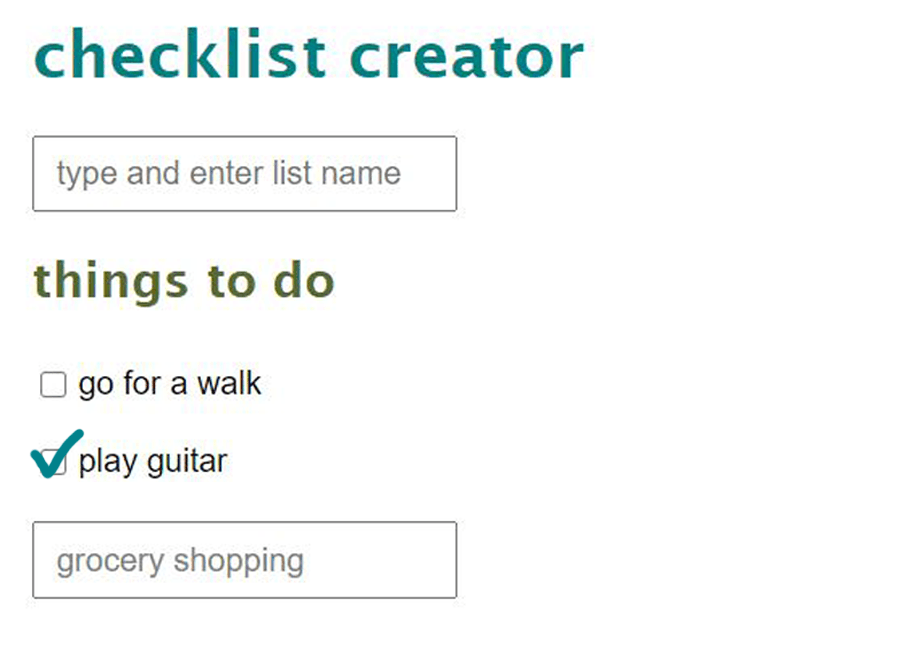 checklist creator
type and enter list name
things to do
go for a walk
play guitar
grocery shopping